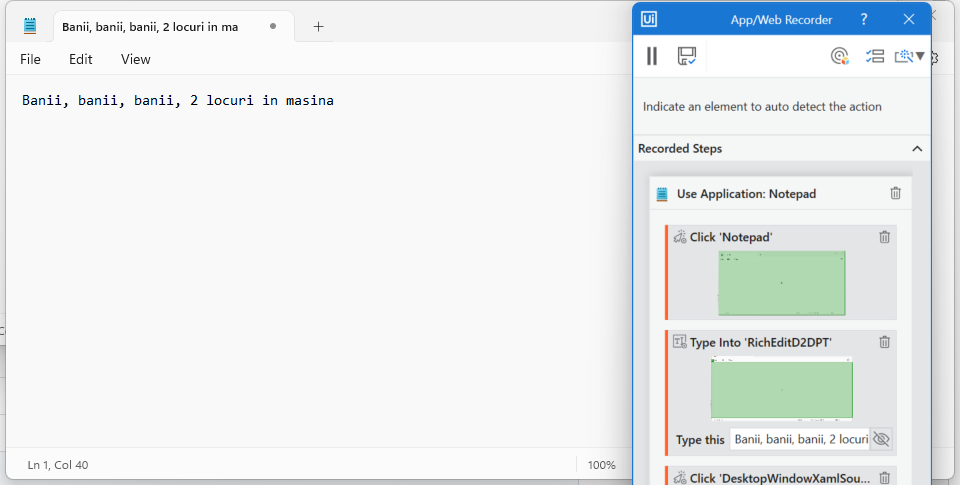 Banii, banii, banii, 2 locuri in ma
File Edit View
Banii, banii, banii, 2 locuri in masina
Ln 1, Col 40
100%
Ui App/Web Recorder ?
Indicate an element to auto detect the action
Recorded Steps
Use Application: Notepad
Click 'Notepad'
Type Into 'RichEditD2DPT'
Type this Banii, banii, banii, 2 locuri
Click 'DesktopWindowXamlSou...